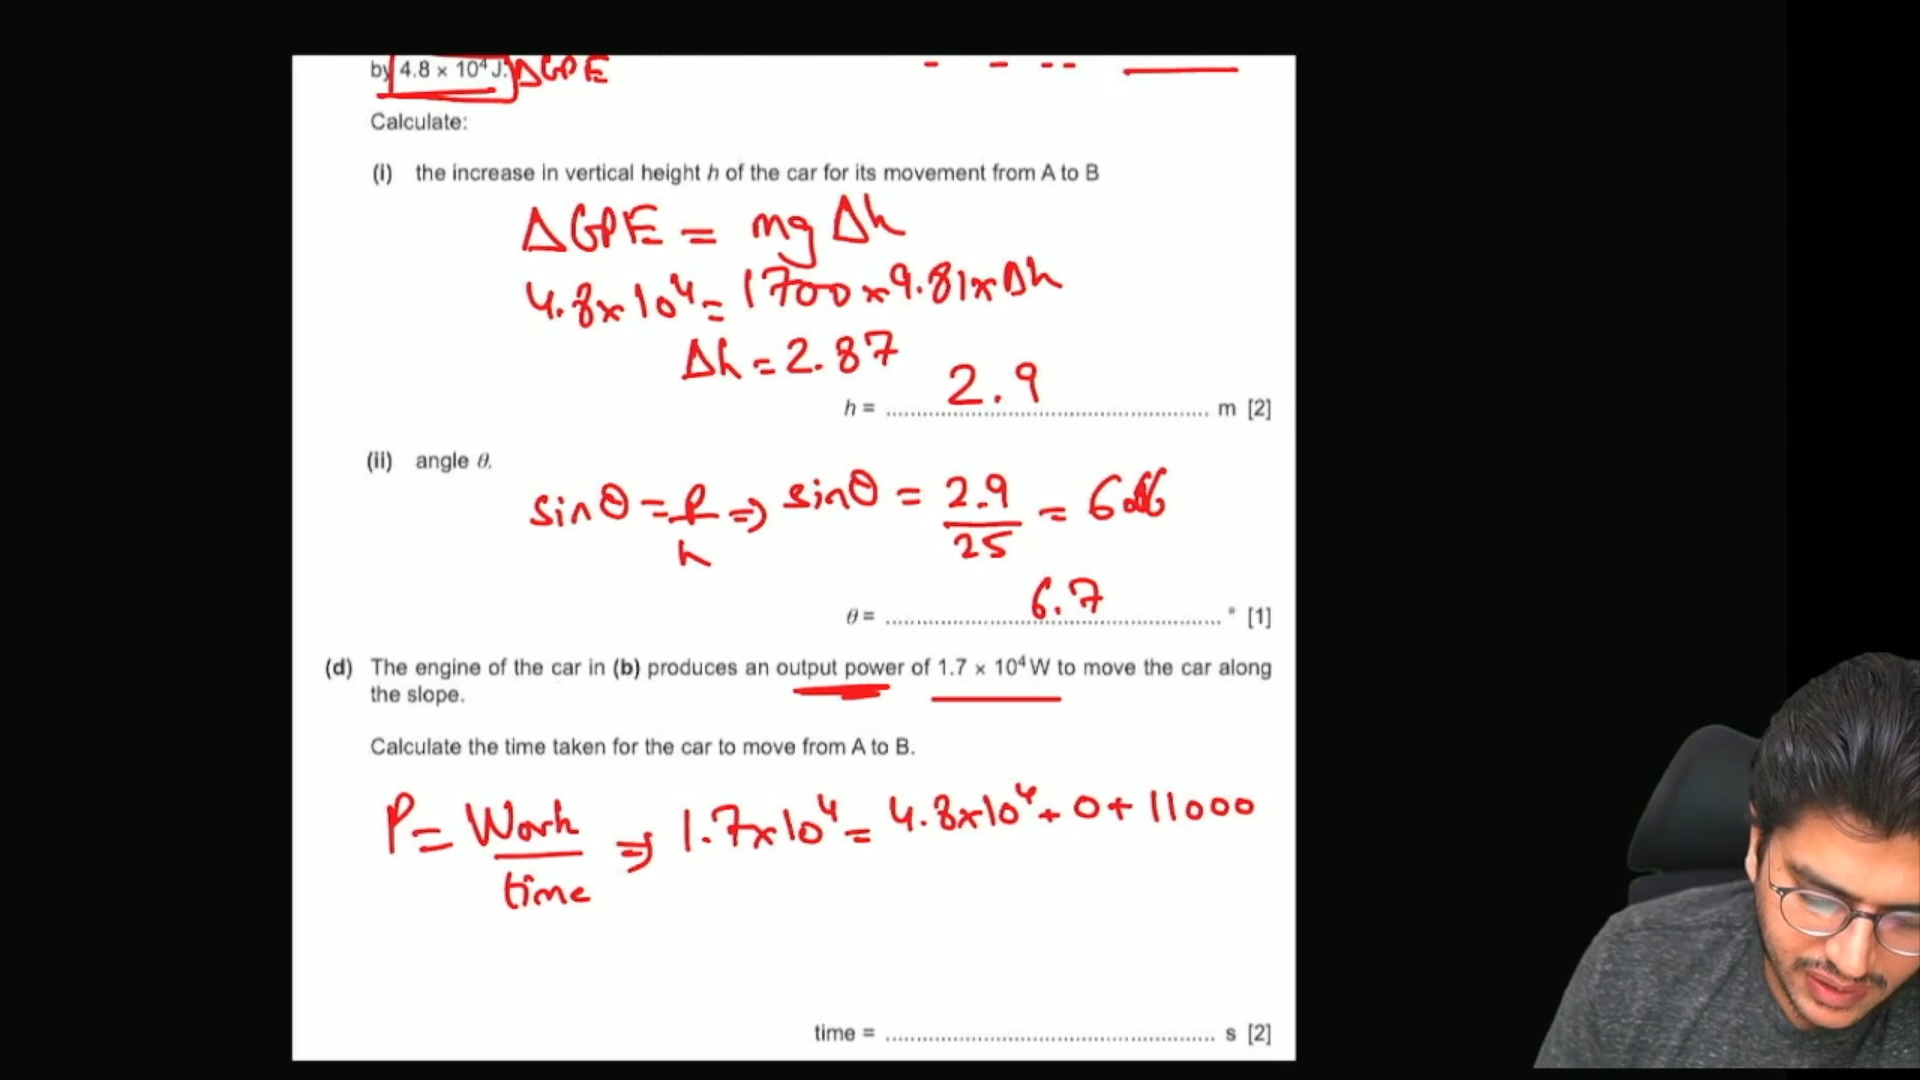 by 4.8 × 10⁴ J. ΔGPE
Calculate:
(i) the increase in vertical height h of the car for its movement from A to B
ΔGPE = mg Δh
4.8×10⁴ = 1700×9.81×Δh
Δh = 2.87
2.9
h = ........................................ m [2]
(ii) angle θ.
sinθ = p/h ⇒ sinθ = 2.9/25 =
6.7
θ = ........................................ ° [1]
(d) The engine of the car in (b) produces an output power of 1.7 × 10⁴ W to move the car along
the slope.
Calculate the time taken for the car to move from A to B.
P = Work/time ⇒ 1.7×10⁴ = 4.8×10⁴ + 0 + 11000
time = ........................................ s [2]